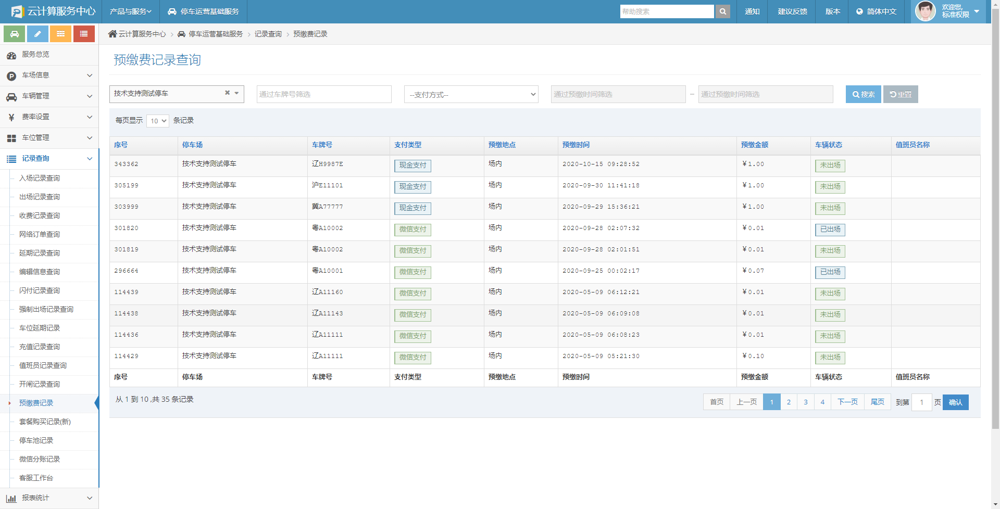 云计算服务中心 产品与服务 停车运营基础服务 帮助搜索 通知 建议反馈 版本 简体中文 欢迎您,
标准权限
云计算服务中心 > 停车运营基础服务 > 记录查询 > 预缴费记录
服务总览
车场信息
车辆管理
费率设置
车位管理
记录查询
入场记录查询
出场记录查询
收费记录查询
网络订单查询
延期记录查询
编辑信息查询
闪付记录查询
强制出场记录查询
车位延期记录
充值记录查询
值班员记录查询
开闸记录查询
预缴费记录
套餐购买记录(新)
停车池记录
微信分账记录
客服工作台
报表统计
预缴费记录查询
技术支持测试停车 通过车牌号筛选 --支付方式-- 通过预缴时间筛选 – 通过预缴时间筛选 搜索 重置
每页显示 10 条记录
序号 停车场 车牌号 支付类型 预缴地点 预缴时间 预缴金额 车辆状态 值班员名称
343362 技术支持测试停车 辽H9987E 现金支付 场内 2020-10-15 09:28:52 ￥1.00 未出场
305199 技术支持测试停车 沪E11101 现金支付 场内 2020-09-30 11:41:18 ￥1.00 未出场
303999 技术支持测试停车 冀A77777 现金支付 场内 2020-09-29 15:36:21 ￥1.00 未出场
301820 技术支持测试停车 粤A10002 微信支付 场内 2020-09-28 02:07:32 ￥0.01 已出场
301819 技术支持测试停车 粤A10002 微信支付 场内 2020-09-28 02:01:51 ￥0.01 未出场
296664 技术支持测试停车 粤A10001 微信支付 场内 2020-09-25 00:02:17 ￥0.07 已出场
114439 技术支持测试停车 辽A11160 微信支付 场内 2020-05-09 06:12:21 ￥0.01 未出场
114438 技术支持测试停车 辽A11143 微信支付 场内 2020-05-09 06:09:08 ￥0.01 未出场
114436 技术支持测试停车 辽A11111 微信支付 场内 2020-05-09 06:08:23 ￥0.01 未出场
114429 技术支持测试停车 辽A11111 微信支付 场内 2020-05-09 05:21:30 ￥0.10 未出场
序号 停车场 车牌号 支付类型 预缴地点 预缴时间 预缴金额 车辆状态 值班员名称
从 1 到 10 ,共 35 条记录 首页 上一页 1 2 3 4 下一页 尾页 到第 1 页 确认